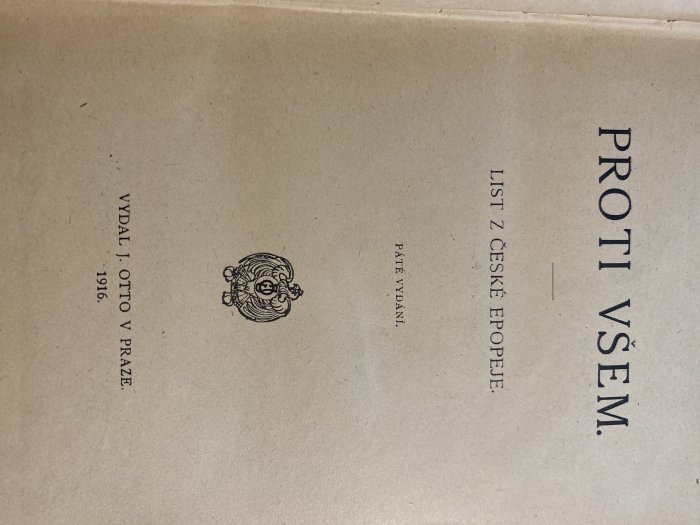 PROTI VŠEM.
LIST Z ČESKÉ EPOPEJE.
PÁTÉ VYDÁNÍ.
VYDAL J. OTTO V PRAZE.
1916.